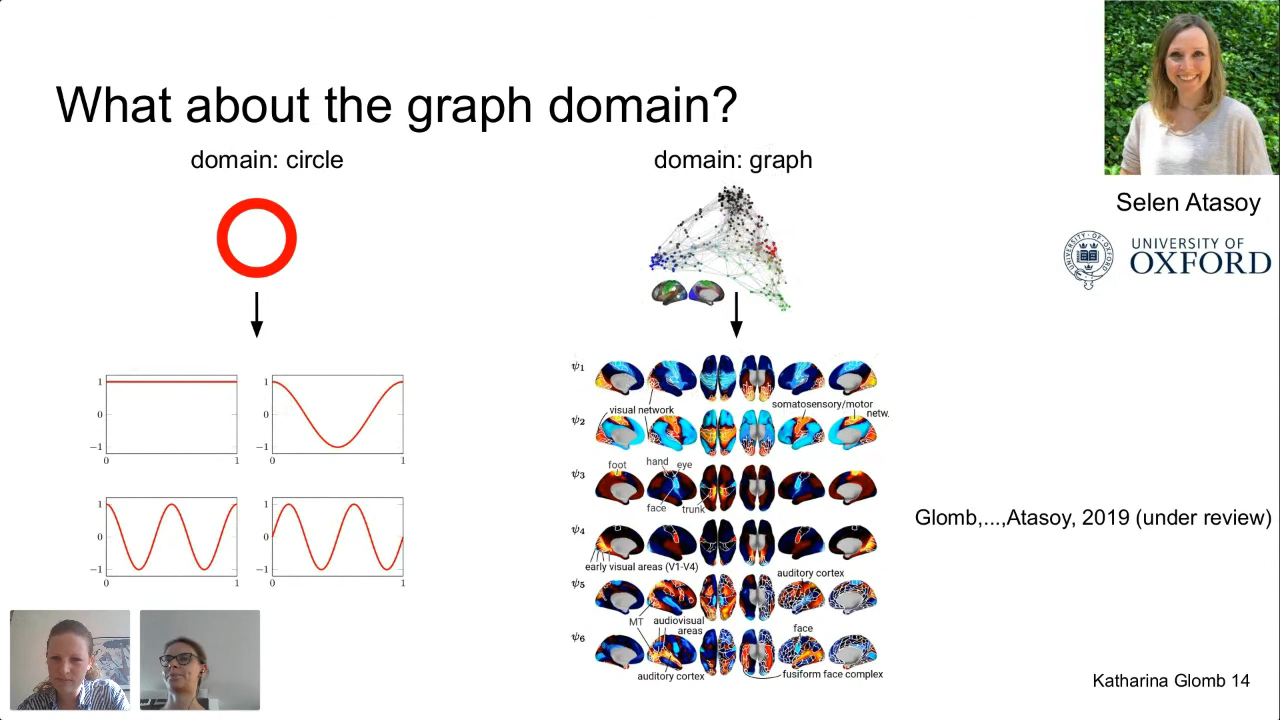 What about the graph domain?
domain: circle
domain: graph
Selen Atasoy
UNIVERSITY OF
OXFORD
1
0
−1
0
1
1
0
−1
0
1
1
0
−1
0
1
1
0
−1
0
1
ψ1
visual network
somatosensory/motor
netw.
ψ2
foot
hand
eye
ψ3
face
trunk
ψ4
early visual areas (V1-V4)
auditory cortex
ψ5
MT
audiovisual
areas
face
ψ6
auditory cortex
fusiform face complex
Glomb,...,Atasoy, 2019 (under review)
Katharina Glomb 14